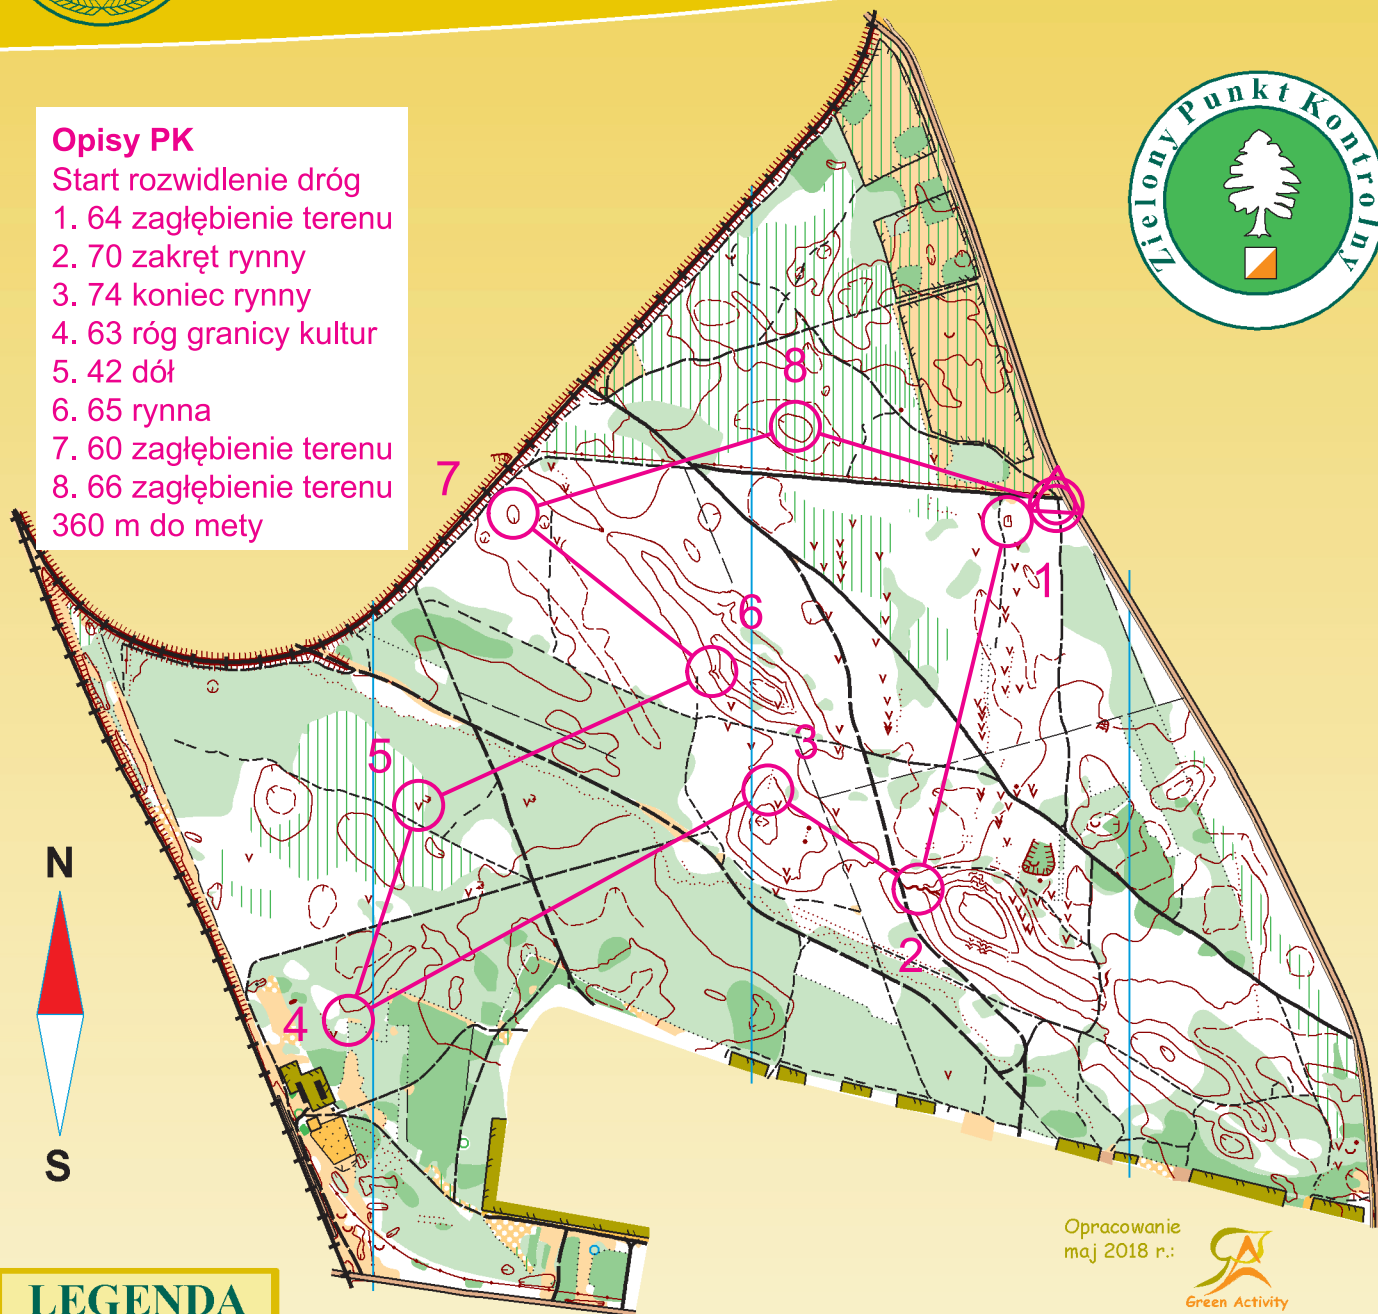 Opisy PK
Start rozwidlenie dróg
1. 64 zagłębienie terenu
2. 70 zakręt rynny
3. 74 koniec rynny
4. 63 róg granicy kultur
5. 42 dół
6. 65 rynna
7. 60 zagłębienie terenu
8. 66 zagłębienie terenu
360 m do mety
Zielony Punkt Kontrolny
8
7
1
6
3
5
2
4
N
S
Opracowanie
maj 2018 r.:
GA
Green Activity
LEGENDA